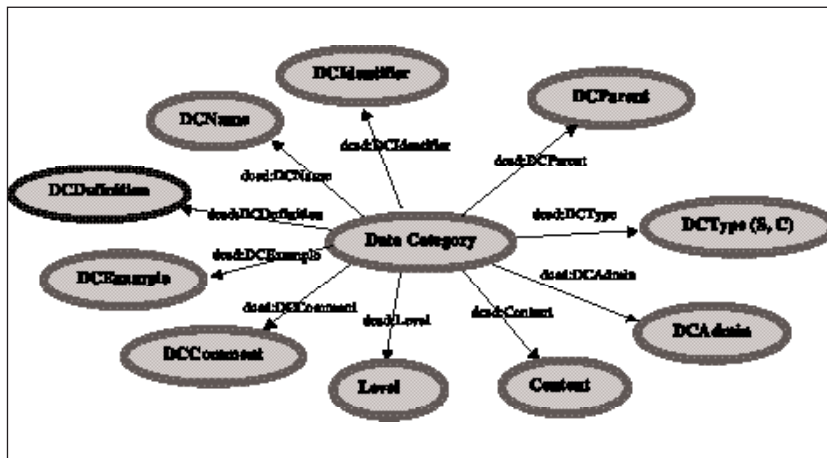 DCIdentifier
DCParent
DCName
dcsd:DCIdentifier
dcsd:DCParent
dcsd:DCName
DCDefinition
dcsd:DCDefinition
dcsd:DCType
DCType (S, C)
Data Category
dcsd:DCExample
DCExample
dcsd:DCAdmin
dcsd:DCComment
dcsd:Level
dcsd:Content
DCAdmin
DCComment
Level
Content